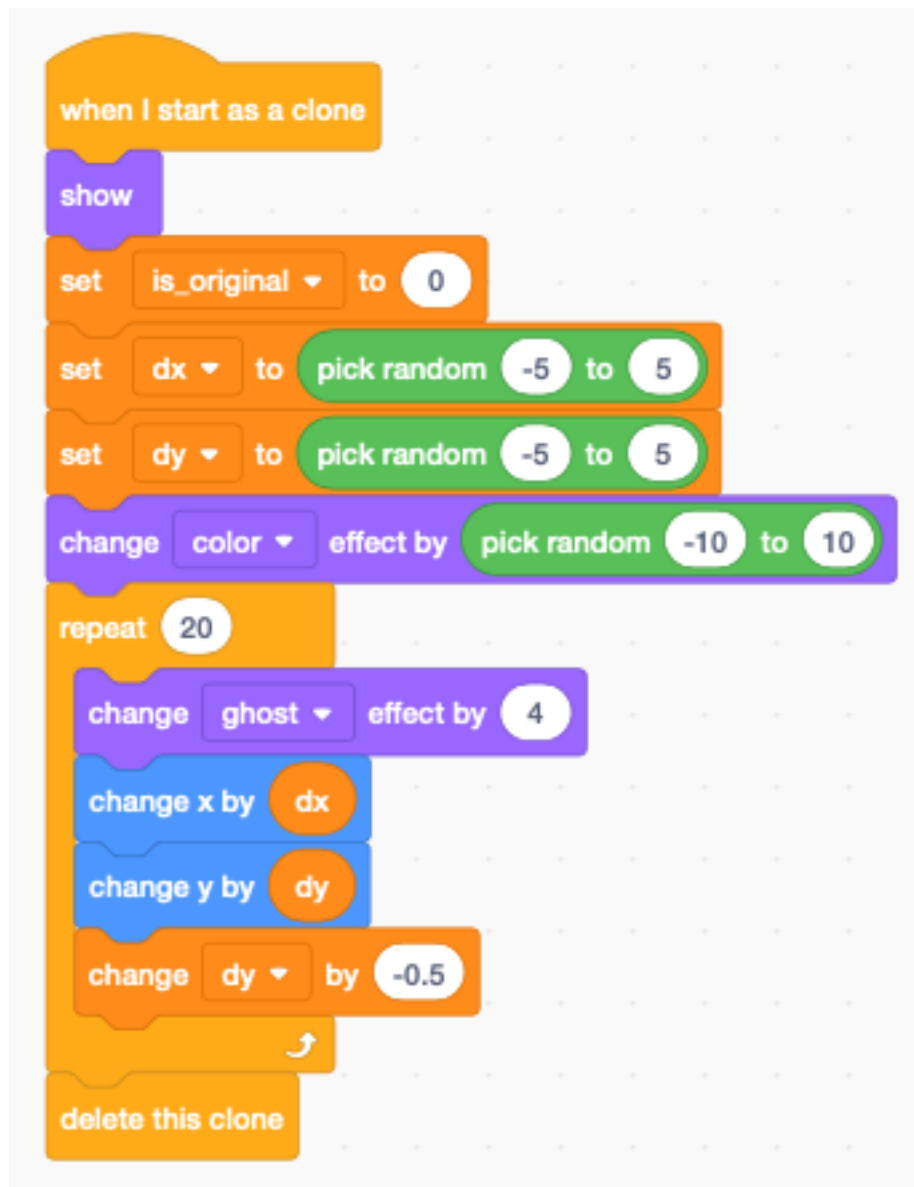 when I start as a clone
show
set is_original to 0
set dx to pick random -5 to 5
set dy to pick random -5 to 5
change color effect by pick random -10 to 10
repeat 20
change ghost effect by 4
change x by dx
change y by dy
change dy by -0.5
delete this clone